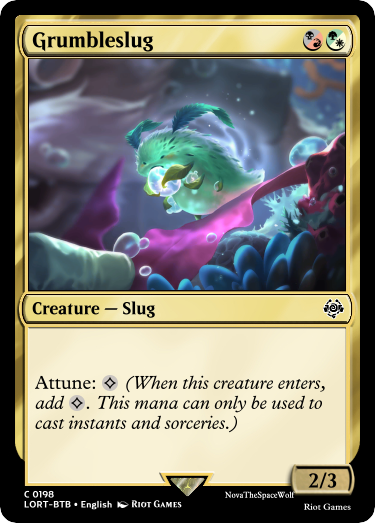 Grumbleslug
Creature — Slug
Attune: (When this creature enters,
add . This mana can only be used to
cast instants and sorceries.)
2/3
C 0198
LORT-BTB • English Riot Games
NovaTheSpaceWolf
Riot Games